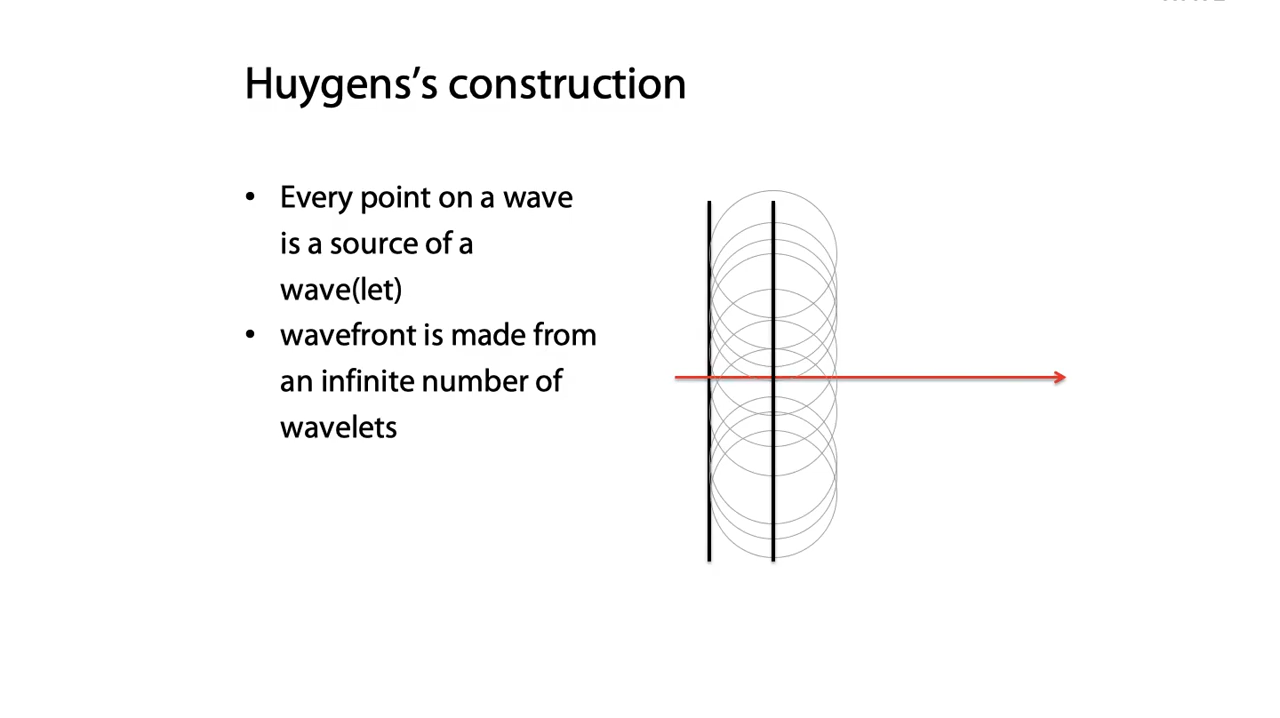 Huygens's construction
• Every point on a wave
is a source of a
wave(let)
• wavefront is made from
an infinite number of
wavelets